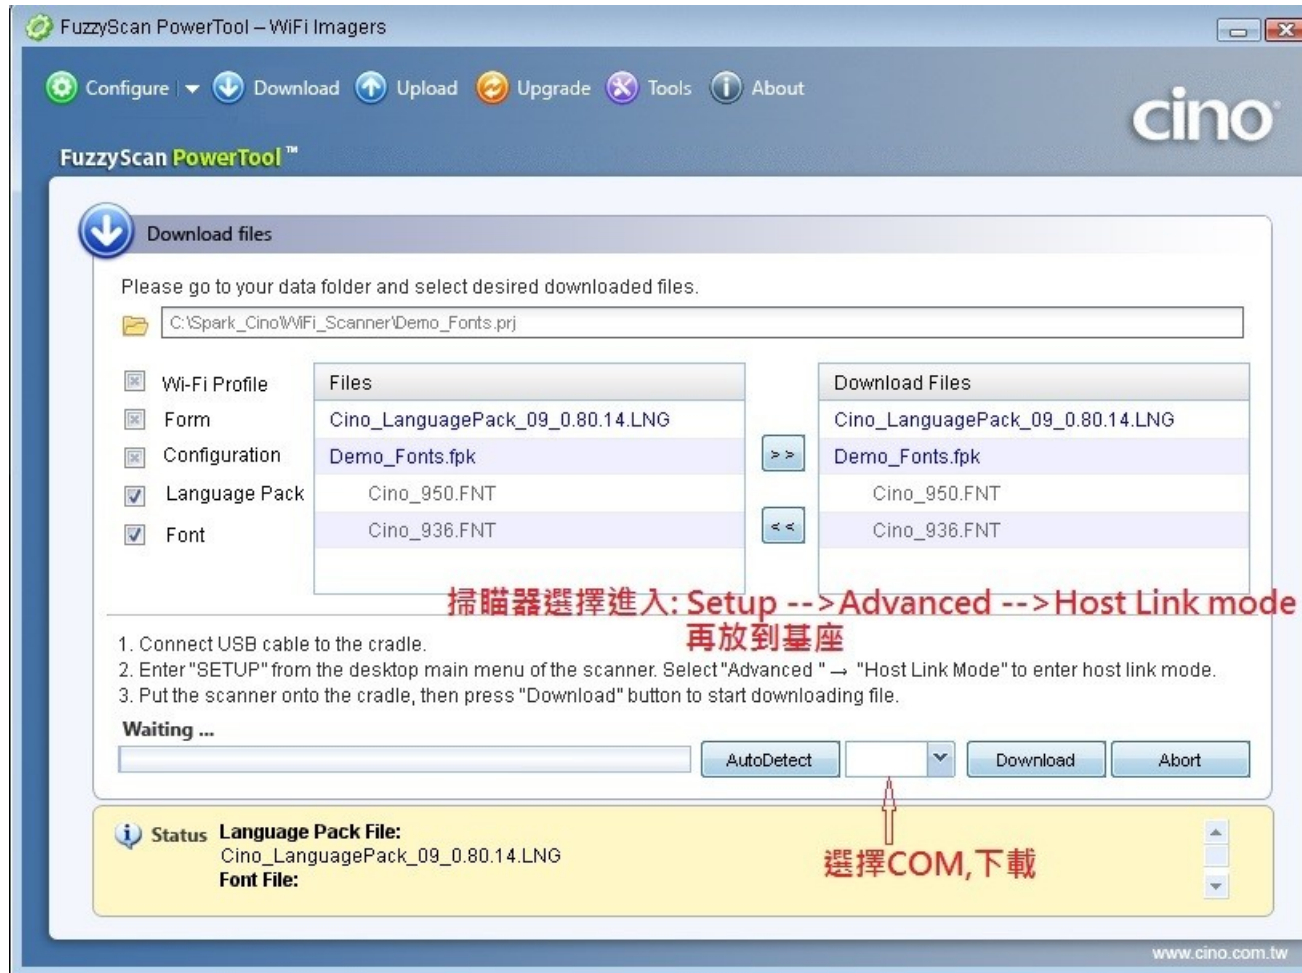 FuzzyScan PowerTool – WiFi Imagers
Configure Download Upload Upgrade Tools About
cino
FuzzyScan PowerTool™
Download files
Please go to your data folder and select desired downloaded files.
C:\Spark_Cino\WiFi_Scanner\Demo_Fonts.prj
Wi-Fi Profile
Form
Configuration
Language Pack
Font
Files
Cino_LanguagePack_09_0.80.14.LNG
Demo_Fonts.fpk
Cino_950.FNT
Cino_936.FNT
>>
<<
Download Files
Cino_LanguagePack_09_0.80.14.LNG
Demo_Fonts.fpk
Cino_950.FNT
Cino_936.FNT
掃瞄器選擇進入: Setup -->Advanced -->Host Link mode
再放到基座
1. Connect USB cable to the cradle.
2. Enter "SETUP" from the desktop main menu of the scanner. Select "Advanced " → "Host Link Mode" to enter host link mode.
3. Put the scanner onto the cradle, then press "Download" button to start downloading file.
Waiting ...
AutoDetect Download Abort
選擇COM,下載
Status Language Pack File:
Cino_LanguagePack_09_0.80.14.LNG
Font File:
www.cino.com.tw